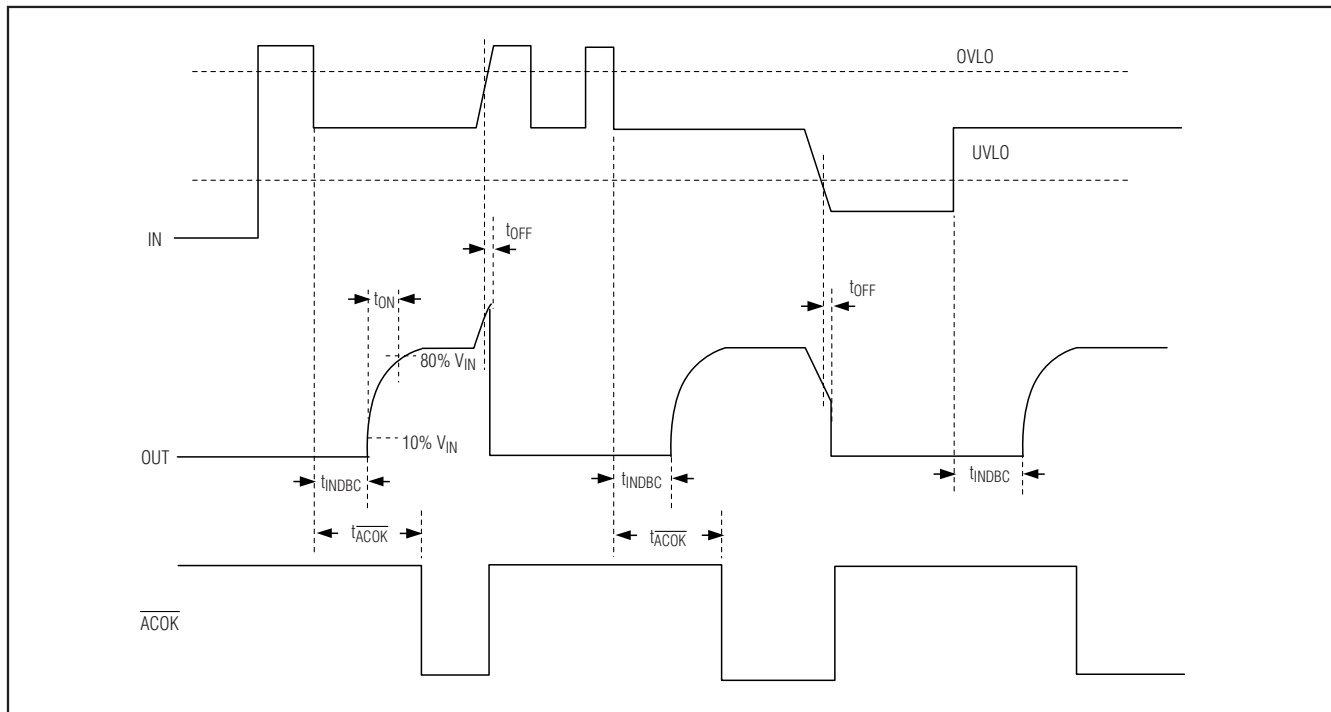 OVLO
UVLO
IN
tOFF
tON
tOFF
80% VIN
10% VIN
OUT
tINDBC
tINDBC
tINDBC
tACOK
tACOK
ACOK